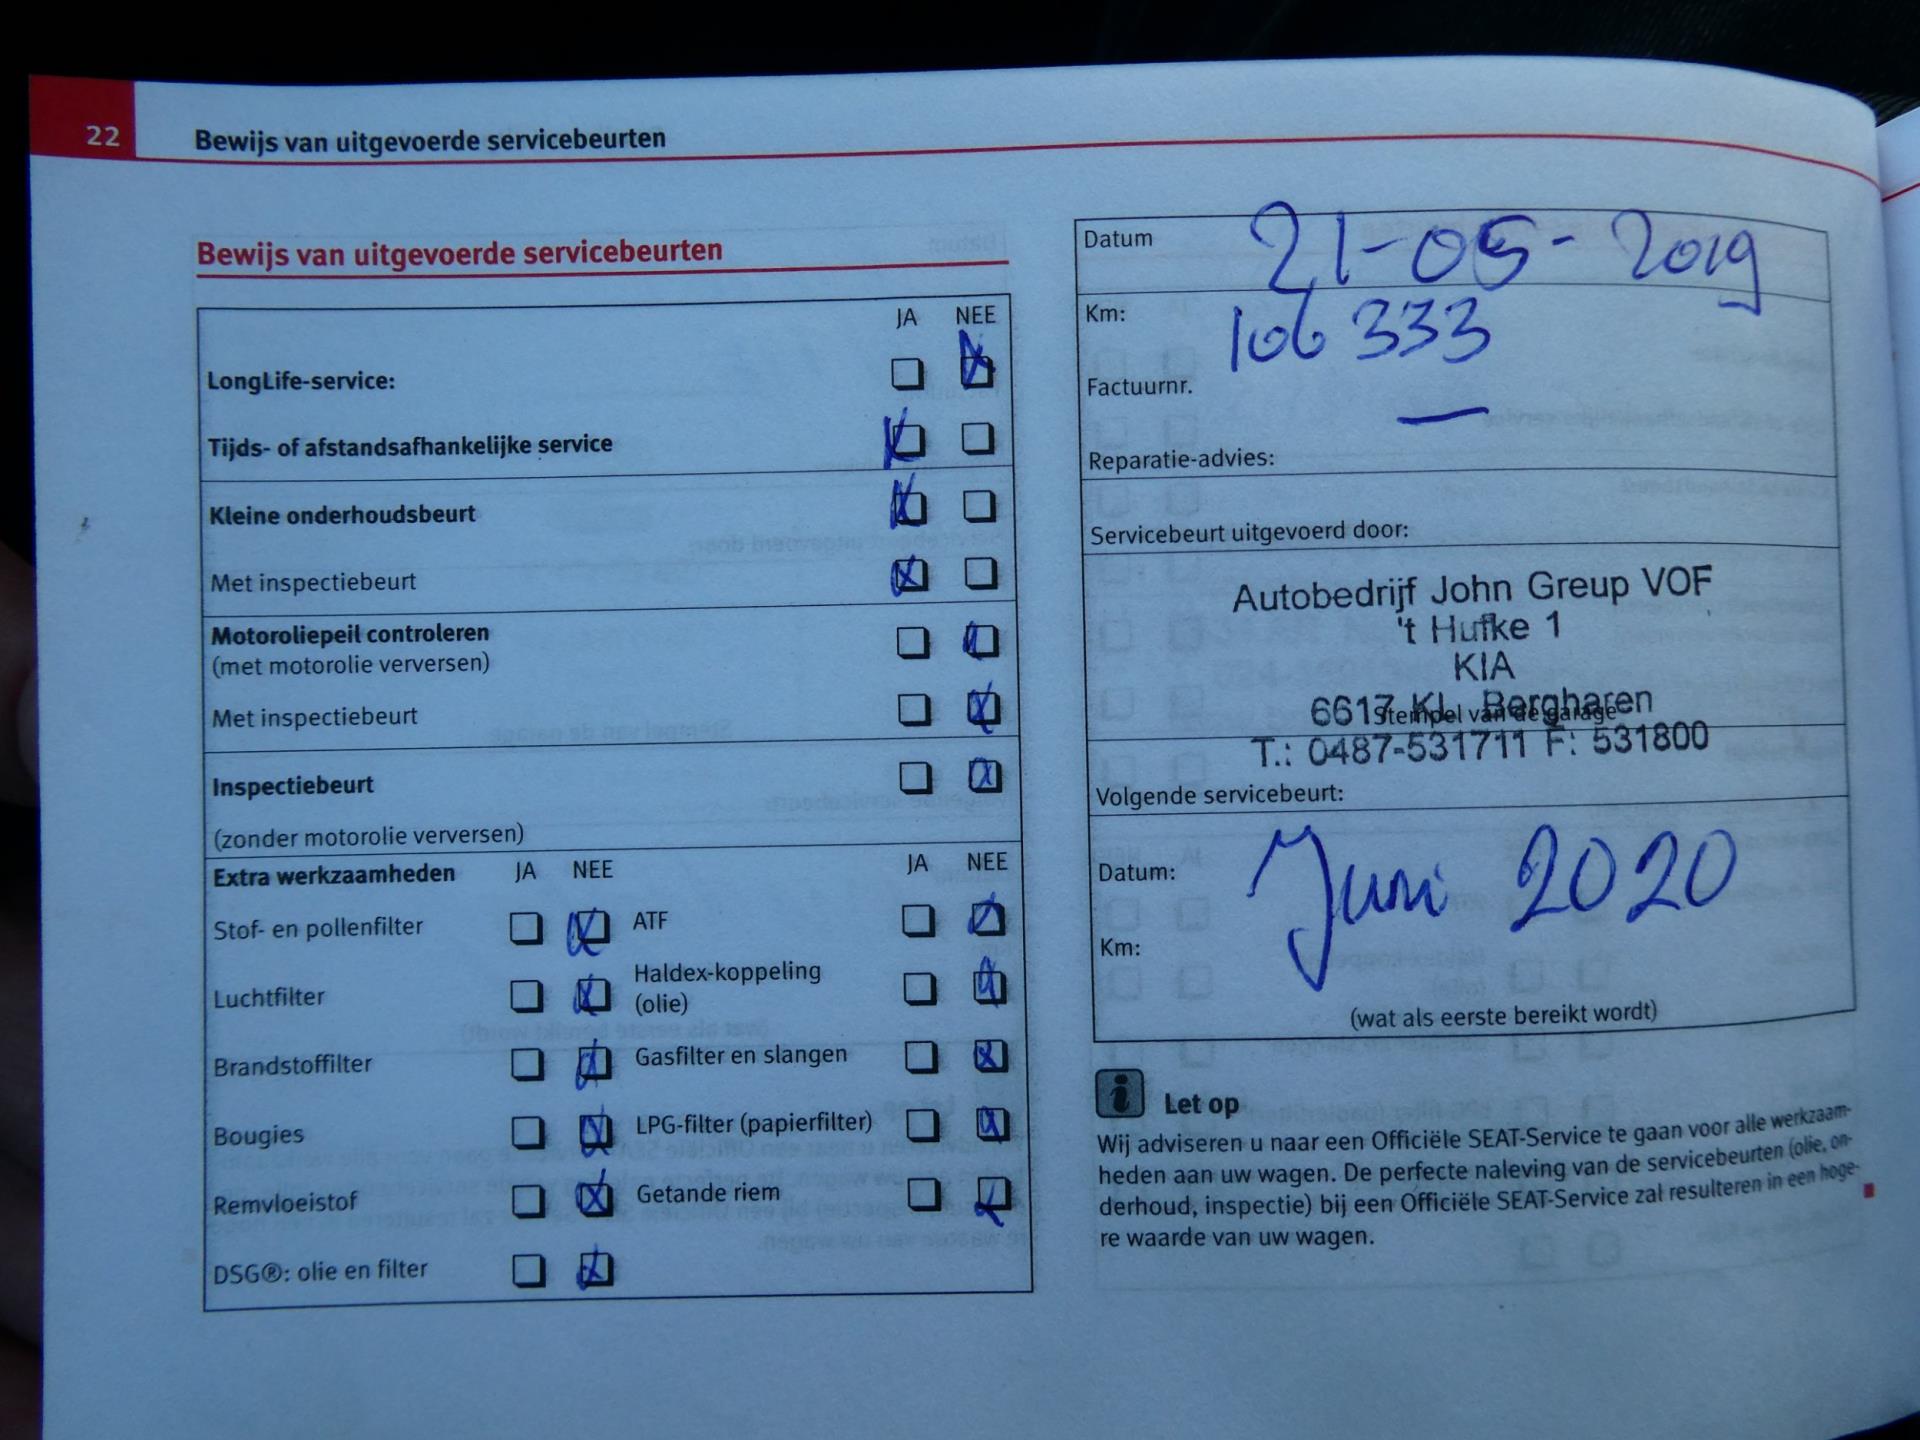 22
Bewijs van uitgevoerde servicebeurten
Bewijs van uitgevoerde servicebeurten
JA NEE
LongLife-service:
Tijds- of afstandsafhankelijke service
Kleine onderhoudsbeurt
Met inspectiebeurt
Motoroliepeil controleren
(met motorolie verversen)
Met inspectiebeurt
Inspectiebeurt
(zonder motorolie verversen)
Extra werkzaamheden JA NEE JA NEE
Stof- en pollenfilter ATF
Luchtfilter Haldex-koppeling
(olie)
Brandstoffilter Gasfilter en slangen
Bougies LPG-filter (papierfilter)
Remvloeistof Getande riem
DSG®: olie en filter
Datum 21-05-2019
Km: 106 333
Factuurnr. —
Reparatie-advies:
Servicebeurt uitgevoerd door:
Autobedrijf John Greup VOF
't Hufke 1
KIA
6617 KL Bergharen
Stempel van de garage
T.: 0487-531711 F: 531800
Volgende servicebeurt:
Datum: Juni 2020
Km:
(wat als eerste bereikt wordt)
i Let op
Wij adviseren u naar een Officiële SEAT-Service te gaan voor alle werkzaam-
heden aan uw wagen. De perfecte naleving van de servicebeurten (olie, on-
derhoud, inspectie) bij een Officiële SEAT-Service zal resulteren in een hoge-
re waarde van uw wagen.